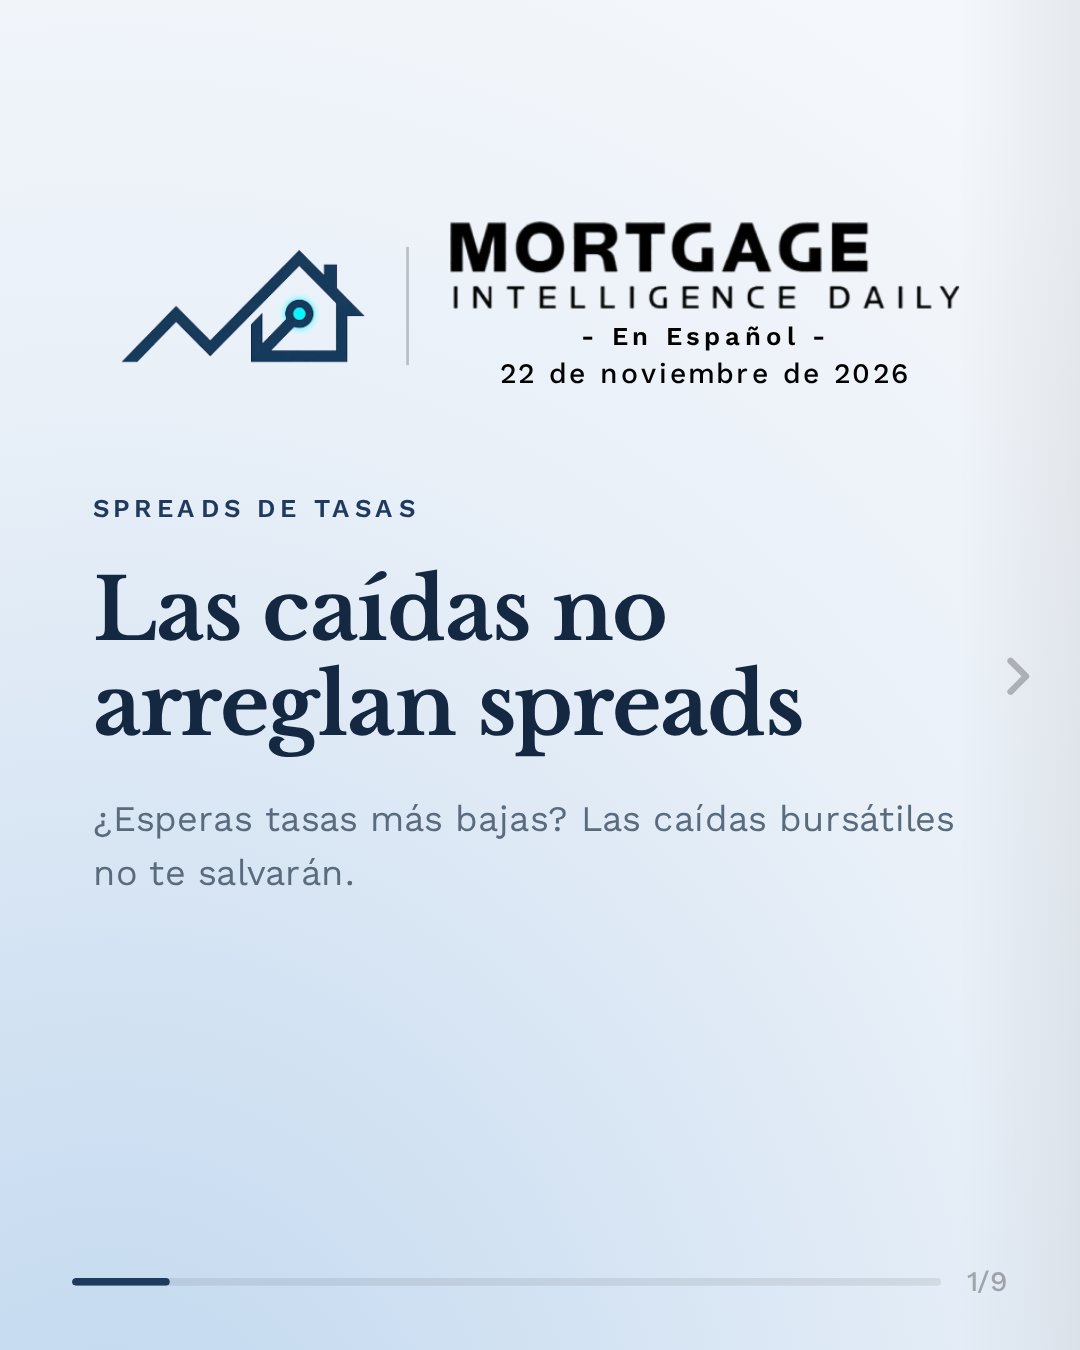 MORTGAGE
INTELLIGENCE DAILY
- En Español -
22 de noviembre de 2026
SPREADS DE TASAS
Las caídas no
arreglan spreads
¿Esperas tasas más bajas? Las caídas bursátiles
no te salvarán.
1/9